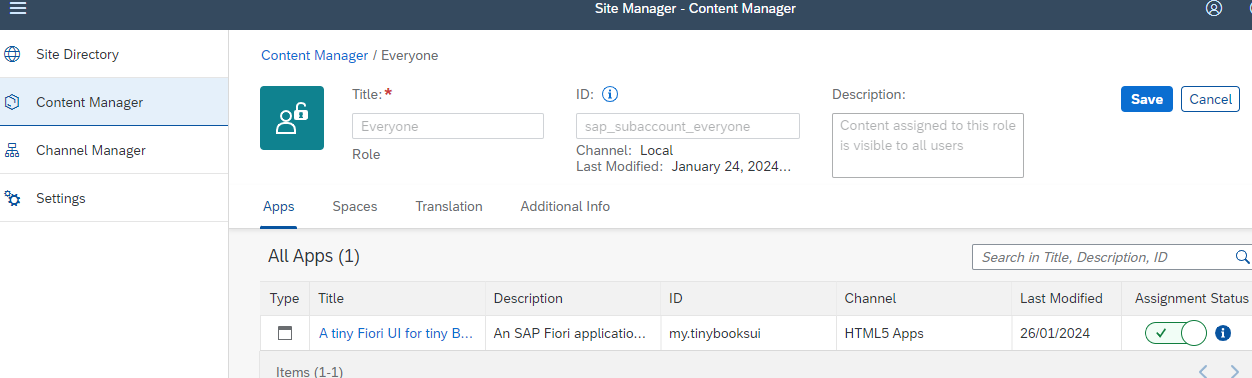 Site Manager - Content Manager
Site Directory
Content Manager
Channel Manager
Settings
Content Manager / Everyone
Title:*
Everyone
Role
ID:
sap_subaccount_everyone
Channel: Local
Last Modified: January 24, 2024...
Description:
Content assigned to this role
is visible to all users
Save Cancel
Apps Spaces Translation Additional Info
All Apps (1)
Search in Title, Description, ID
Type Title Description ID Channel Last Modified Assignment Status
A tiny Fiori UI for tiny B... An SAP Fiori applicatio... my.tinybooksui HTML5 Apps 26/01/2024
Items (1-1)